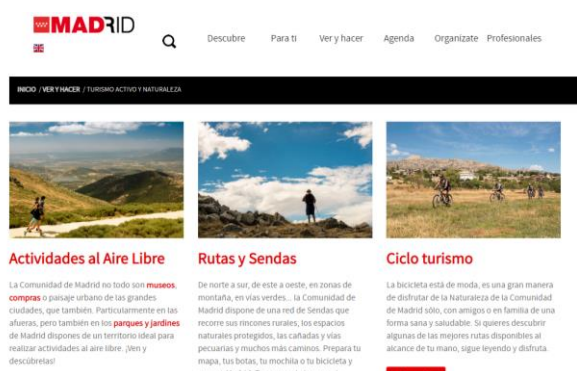 MADRID
Descubre Para ti Ver y hacer Agenda Organízate Profesionales
INICIO / VER Y HACER / TURISMO ACTIVO Y NATURALEZA
Actividades al Aire Libre
La Comunidad de Madrid no todo son museos,
compras o paisaje urbano de las grandes
ciudades, que también. Particularmente en las
afueras, pero también en los parques y jardines
de Madrid dispones de un territorio ideal para
realizar actividades al aire libre. ¡Ven y
descúbrelas!
Rutas y Sendas
De norte a sur, de este a oeste, en zonas de
montaña, en vías verdes... la Comunidad de
Madrid dispone de una red de Sendas que
recorre sus rincones rurales, los espacios
naturales protegidos, las cañadas y vías
pecuarias y muchos más caminos. Prepara tu
mapa, tus botas, tu mochila o tu bicicleta y
Ciclo turismo
La bicicleta está de moda, es una gran manera
de disfrutar de la Naturaleza de la Comunidad
de Madrid sólo, con amigos o en familia de una
forma sana y saludable. Si quieres descubrir
algunas de las mejores rutas disponibles al
alcance de tu mano, sigue leyendo y disfruta.